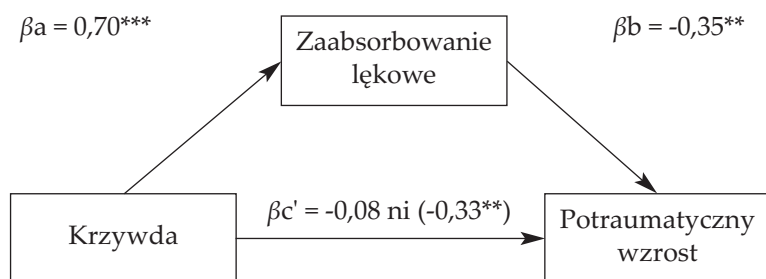 βa = 0,70***
Zaabsorbowanie
lękowe
βb = -0,35**
Krzywda
βc' = -0,08 ni (-0,33**)
Potraumatyczny
wzrost